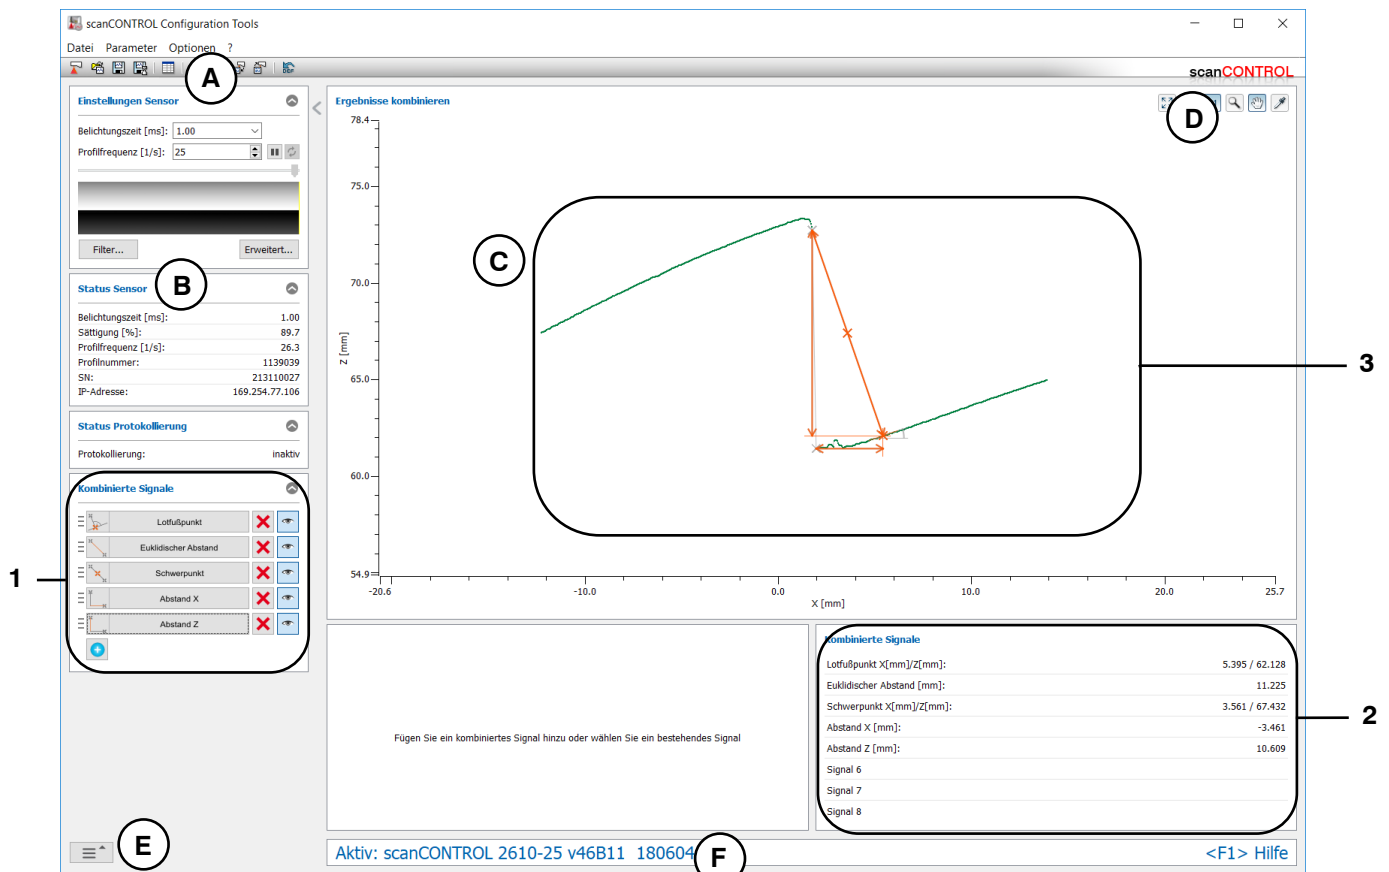 scanCONTROL Configuration Tools
Datei Parameter Optionen ?
A
scanCONTROL
Einstellungen Sensor
Belichtungszeit [ms]: 1.00
Profilfrequenz [1/s]: 25
Filter... Erweitert...
B
Status Sensor
Belichtungszeit [ms]: 1.00
Sättigung [%]: 89.7
Profilfrequenz [1/s]: 26.3
Profilnummer: 1139039
SN: 213110027
IP-Adresse: 169.254.77.106
Status Protokollierung
Protokollierung: inaktiv
Kombinierte Signale
Lotfußpunkt
Euklidischer Abstand
Schwerpunkt
Abstand X
Abstand Z
1
E
Ergebnisse kombinieren
D
78.4
75.0
70.0
65.0
60.0
54.9
Z [mm]
C
3
-20.6 -10.0 0.0 10.0 20.0 25.7
X [mm]
Fügen Sie ein kombiniertes Signal hinzu oder wählen Sie ein bestehendes Signal
Kombinierte Signale
Lotfußpunkt X[mm]/Z[mm]: 5.395 / 62.128
Euklidischer Abstand [mm]: 11.225
Schwerpunkt X[mm]/Z[mm]: 3.561 / 67.432
Abstand X [mm]: -3.461
Abstand Z [mm]: 10.609
Signal 6
Signal 7
Signal 8
2
Aktiv: scanCONTROL 2610-25 v46B11 180604
F
<F1> Hilfe